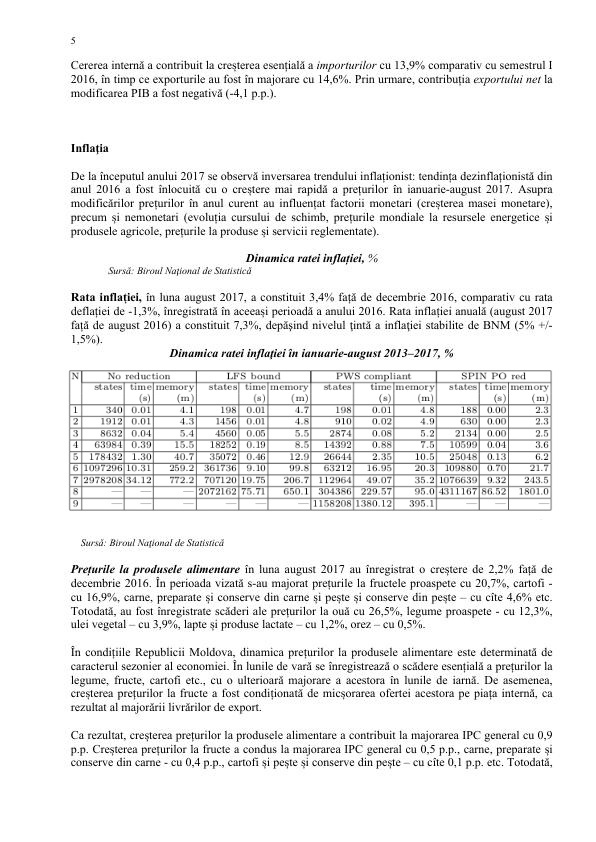 5
Cererea internă a contribuit la creșterea esențială a importurilor cu 13,9% comparativ cu semestrul I
2016, în timp ce exporturile au fost în majorare cu 14,6%. Prin urmare, contribuția exportului net la
modificarea PIB a fost negativă (-4,1 p.p.).
Inflația
De la începutul anului 2017 se observă inversarea trendului inflaționist: tendința dezinflaționistă din
anul 2016 a fost înlocuită cu o creștere mai rapidă a prețurilor în ianuarie-august 2017. Asupra
modificărilor prețurilor în anul curent au influențat factorii monetari (creșterea masei monetare),
precum și nemonetari (evoluția cursului de schimb, prețurile mondiale la resursele energetice și
produsele agricole, prețurile la produse și servicii reglementate).
Dinamica ratei inflației, %
Sursă: Biroul Național de Statistică
Rata inflației, în luna august 2017, a constituit 3,4% față de decembrie 2016, comparativ cu rata
deflației de -1,3%, înregistrată în aceeași perioadă a anului 2016. Rata inflației anuală (august 2017
față de august 2016) a constituit 7,3%, depășind nivelul țintă a inflației stabilite de BNM (5% +/-
1,5%).
Dinamica ratei inflației în ianuarie-august 2013–2017, %
N No reduction LFS bound PWS compliant SPIN PO red
states time memory states time memory states time memory states time memory
(s) (m) (s) (m) (s) (m) (s) (m)
1 340 0.01 4.1 198 0.01 4.7 198 0.01 4.8 188 0.00 2.3
2 1912 0.01 4.3 1456 0.01 4.8 910 0.02 4.9 630 0.00 2.3
3 8632 0.04 5.4 4560 0.05 5.5 2874 0.08 5.2 2134 0.00 2.5
4 63984 0.39 15.5 18252 0.19 8.5 14392 0.88 7.5 10599 0.04 3.6
5 178432 1.30 40.7 35072 0.46 12.9 26644 2.35 10.5 25048 0.13 6.2
6 1097296 10.31 259.2 361736 9.10 99.8 63212 16.95 20.3 109880 0.70 21.7
7 2978208 34.12 772.2 707120 19.75 206.7 112964 49.07 35.2 1076639 9.32 243.5
8 — — — 2072162 75.71 650.1 304386 229.57 95.0 4311167 86.52 1801.0
9 — — — 1158208 1380.12 395.1 — — —
Sursă: Biroul Național de Statistică
Prețurile la produsele alimentare în luna august 2017 au înregistrat o creștere de 2,2% față de
decembrie 2016. În perioada vizată s-au majorat prețurile la fructele proaspete cu 20,7%, cartofi -
cu 16,9%, carne, preparate și conserve din carne și pește și conserve din pește – cu cîte 4,6% etc.
Totodată, au fost înregistrate scăderi ale prețurilor la ouă cu 26,5%, legume proaspete - cu 12,3%,
ulei vegetal – cu 3,9%, lapte și produse lactate – cu 1,2%, orez – cu 0,5%.
În condițiile Republicii Moldova, dinamica prețurilor la produsele alimentare este determinată de
caracterul sezonier al economiei. În lunile de vară se înregistrează o scădere esențială a prețurilor la
legume, fructe, cartofi etc., cu o ulterioară majorare a acestora în lunile de iarnă. De asemenea,
creșterea prețurilor la fructe a fost condiționată de micșorarea ofertei acestora pe piața internă, ca
rezultat al majorării livrărilor de export.
Ca rezultat, creșterea prețurilor la produsele alimentare a contribuit la majorarea IPC general cu 0,9
p.p. Creșterea prețurilor la fructe a condus la majorarea IPC general cu 0,5 p.p., carne, preparate și
conserve din carne - cu 0,4 p.p., cartofi și pește și conserve din pește – cu cîte 0,1 p.p. etc. Totodată,